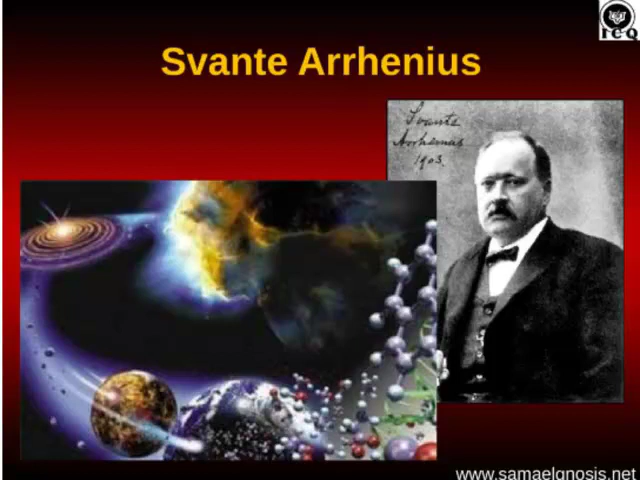 Svante Arrhenius
Svante
Arrhenius
1903
www.samaelgnosis.net